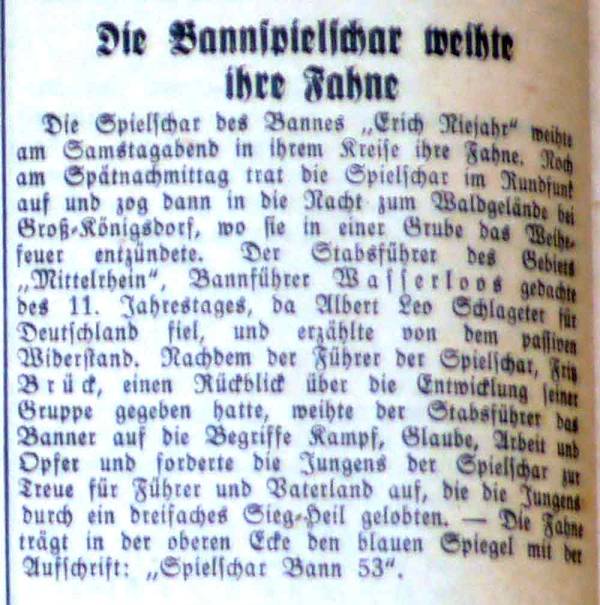 Die Bannspielschar weihte
ihre Fahne
Die Spielschar des Bannes „Erich Niejahr“ weihte
am Samstagabend in ihrem Kreise ihre Fahne. Noch
am Spätnachmittag trat die Spielschar im Rundfunk
auf und zog dann in die Nacht zum Waldgelände bei
Groß-Königsdorf, wo sie in einer Grube das Weihe-
feuer entzündete. Der Stabsführer des Gebiets
„Mittelrhein“, Bannführer Wasserloos gedachte
des 11. Jahrestages, da Albert Leo Schlageter für
Deutschland fiel, und erzählte von dem passiven
Widerstand. Nachdem der Führer der Spielschar, Fritz
Brück, einen Rückblick über die Entwicklung seiner
Gruppe gegeben hatte, weihte der Stabsführer das
Banner auf die Begriffe Kampf, Glaube, Arbeit und
Opfer und forderte die Jungens der Spielschar zur
Treue für Führer und Vaterland auf, die die Jungens
durch ein dreifaches Sieg-Heil gelobten. — Die Fahne
trägt in der oberen Ecke den blauen Spiegel mit der
Aufschrift: „Spielschar Bann 53“.